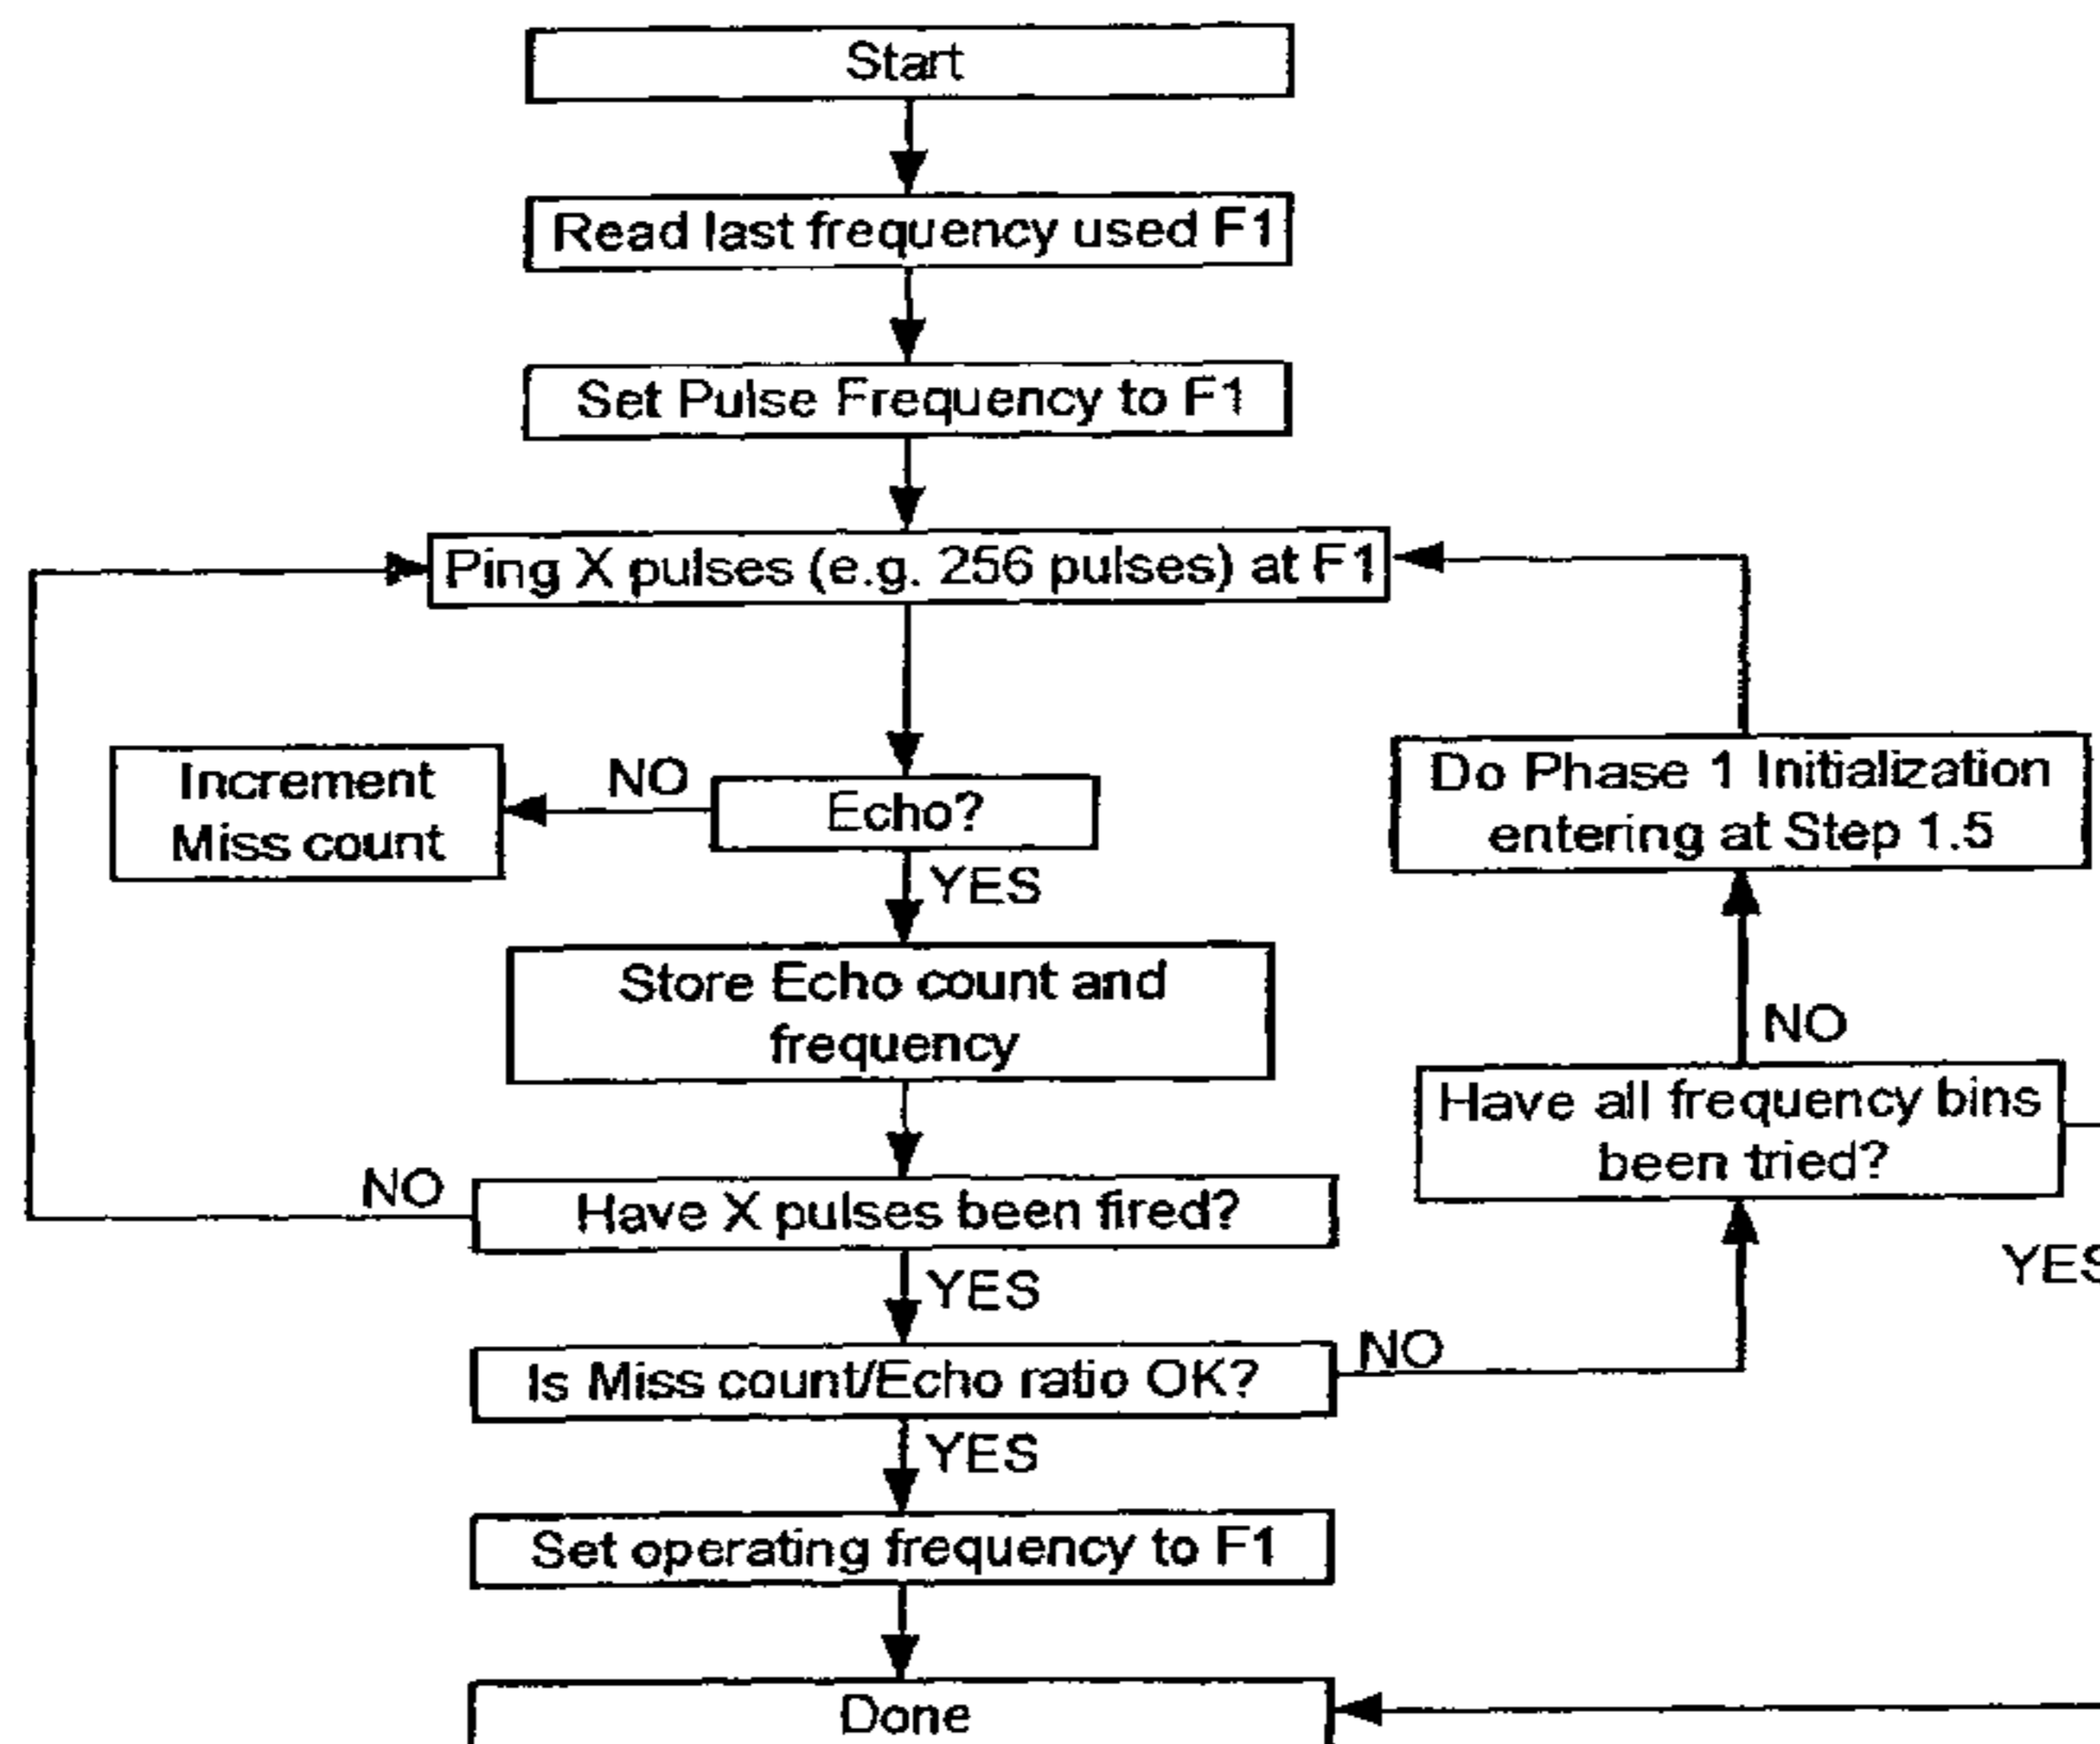 Start
Read last frequency used F1
Set Pulse Frequency to F1
Ping X pulses (e.g. 256 pulses) at F1
Increment
Miss count
NO
Echo?
YES
Do Phase 1 Initialization
entering at Step 1.5
Store Echo count and
frequency
NO
Have all frequency bins
been tried?
YES
NO
Have X pulses been fired?
YES
Is Miss count/Echo ratio OK?
NO
YES
Set operating frequency to F1
Done